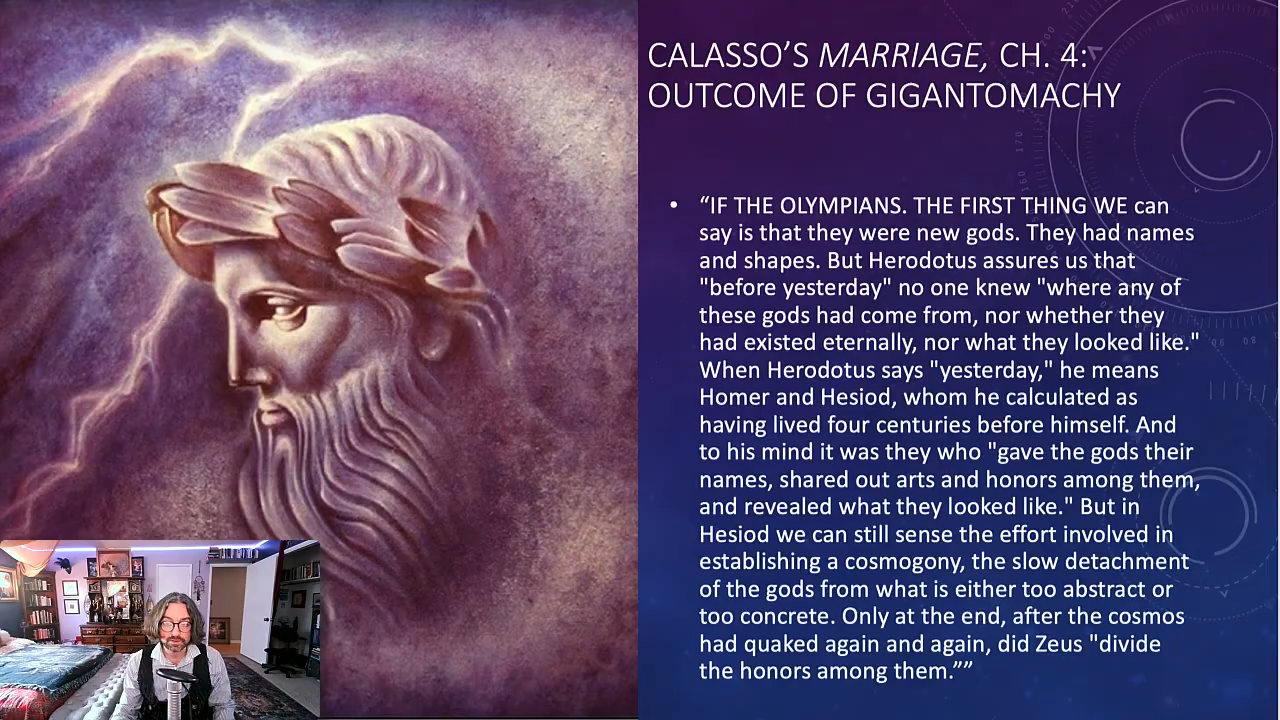 CALASSO’S MARRIAGE, CH. 4:
OUTCOME OF GIGANTOMACHY
• “IF THE OLYMPIANS. THE FIRST THING WE can
say is that they were new gods. They had names
and shapes. But Herodotus assures us that
"before yesterday" no one knew "where any of
these gods had come from, nor whether they
had existed eternally, nor what they looked like."
When Herodotus says "yesterday," he means
Homer and Hesiod, whom he calculated as
having lived four centuries before himself. And
to his mind it was they who "gave the gods their
names, shared out arts and honors among them,
and revealed what they looked like." But in
Hesiod we can still sense the effort involved in
establishing a cosmogony, the slow detachment
of the gods from what is either too abstract or
too concrete. Only at the end, after the cosmos
had quaked again and again, did Zeus "divide
the honors among them.””